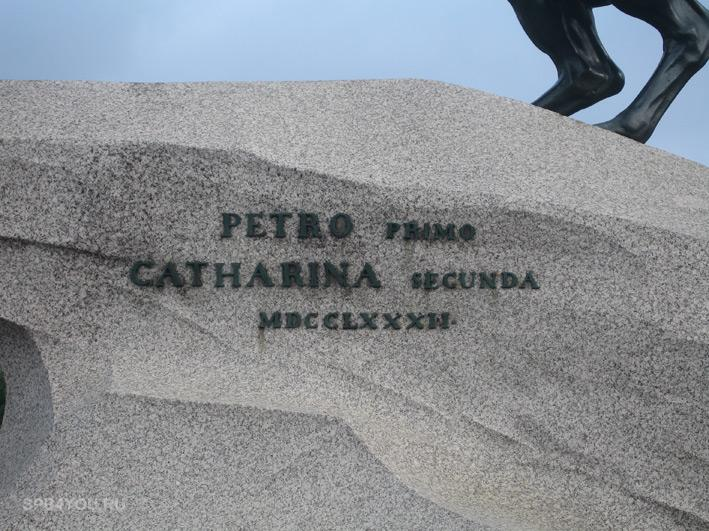 PETRO PRIMO
CATHARINA SECUNDA
MDCCLXXXII.
SPB4YOU.RU